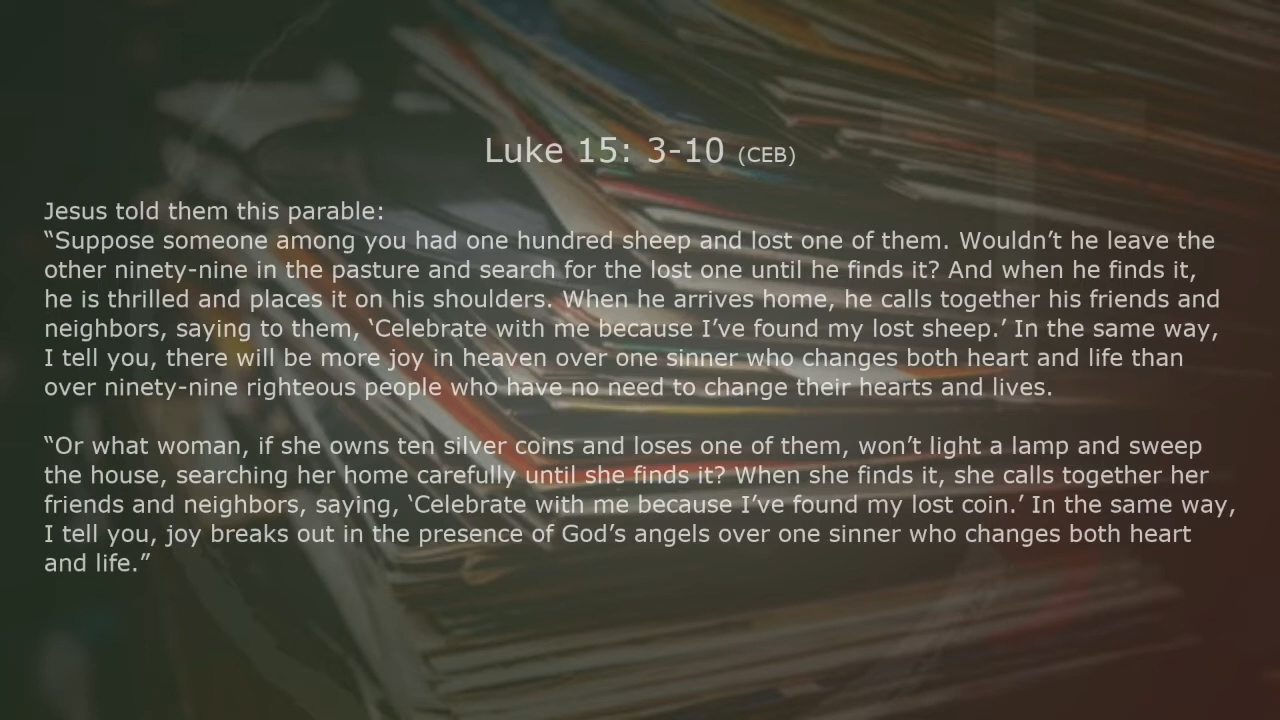 Luke 15: 3-10 (CEB)
Jesus told them this parable:
“Suppose someone among you had one hundred sheep and lost one of them. Wouldn’t he leave the
other ninety-nine in the pasture and search for the lost one until he finds it? And when he finds it,
he is thrilled and places it on his shoulders. When he arrives home, he calls together his friends and
neighbors, saying to them, ‘Celebrate with me because I’ve found my lost sheep.’ In the same way,
I tell you, there will be more joy in heaven over one sinner who changes both heart and life than
over ninety-nine righteous people who have no need to change their hearts and lives.
“Or what woman, if she owns ten silver coins and loses one of them, won’t light a lamp and sweep
the house, searching her home carefully until she finds it? When she finds it, she calls together her
friends and neighbors, saying, ‘Celebrate with me because I’ve found my lost coin.’ In the same way,
I tell you, joy breaks out in the presence of God’s angels over one sinner who changes both heart
and life.”